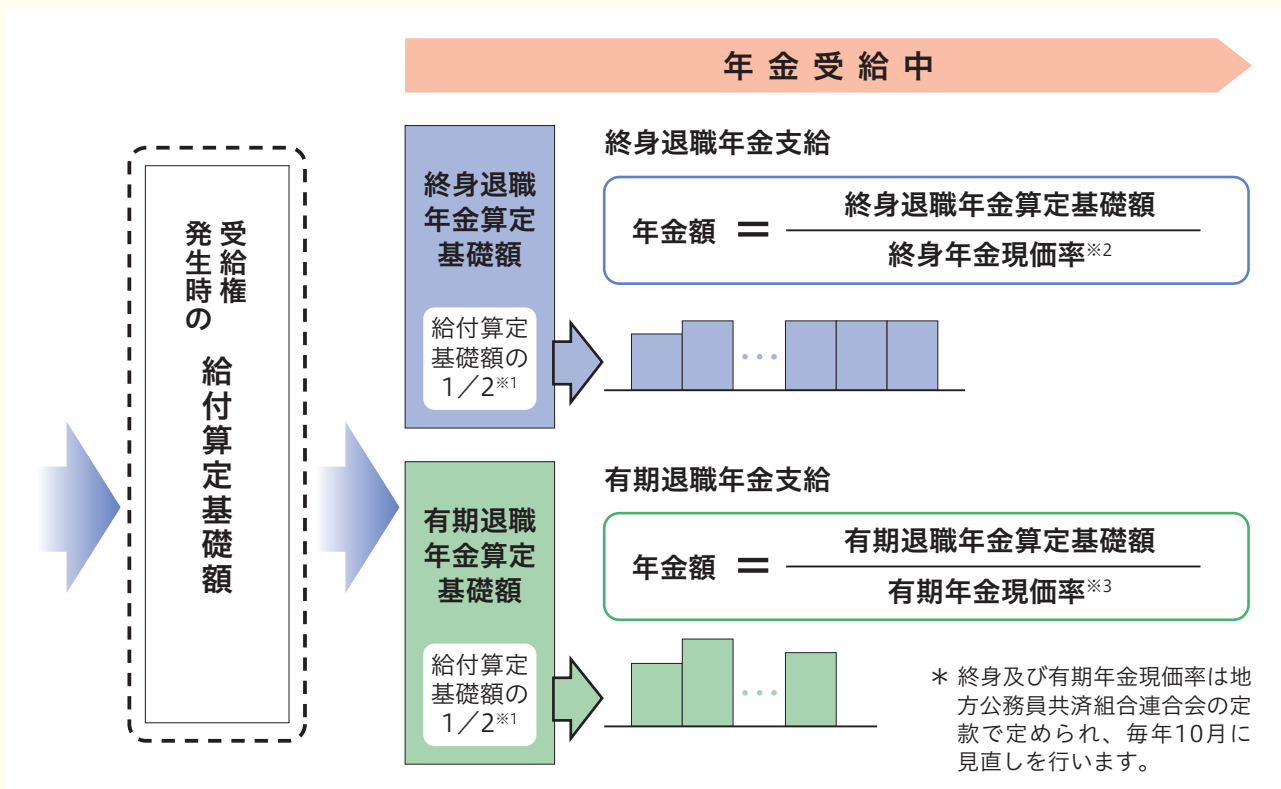 年金受給中
受給権
発生時の
給付算定基礎額
終身退職
年金算定
基礎額
給付算定
基礎額の
1／2※1
終身退職年金支給
年金額 ＝
終身退職年金算定基礎額
終身年金現価率※2
…
有期退職
年金算定
基礎額
給付算定
基礎額の
1／2※1
有期退職年金支給
年金額 ＝
有期退職年金算定基礎額
有期年金現価率※3
…
＊ 終身及び有期年金現価率は地
方公務員共済組合連合会の定
款で定められ、毎年10月に
見直しを行います。